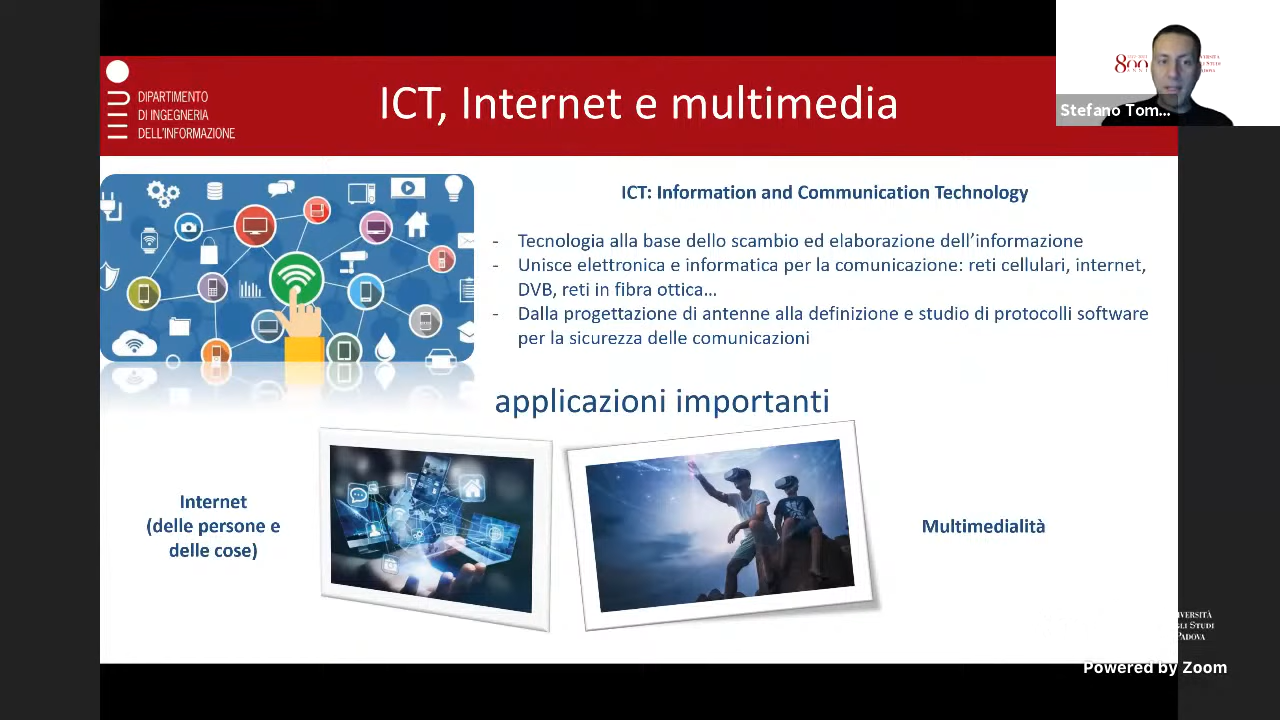 DIPARTIMENTO
DI INGEGNERIA
DELL'INFORMAZIONE
ICT, Internet e multimedia
800
Stefano Tom...
ICT: Information and Communication Technology
- Tecnologia alla base dello scambio ed elaborazione dell'informazione
- Unisce elettronica e informatica per la comunicazione: reti cellulari, internet,
DVB, reti in fibra ottica...
- Dalla progettazione di antenne alla definizione e studio di protocolli software
per la sicurezza delle comunicazioni
applicazioni importanti
Internet
(delle persone e
delle cose)
Multimedialità
Powered by Zoom